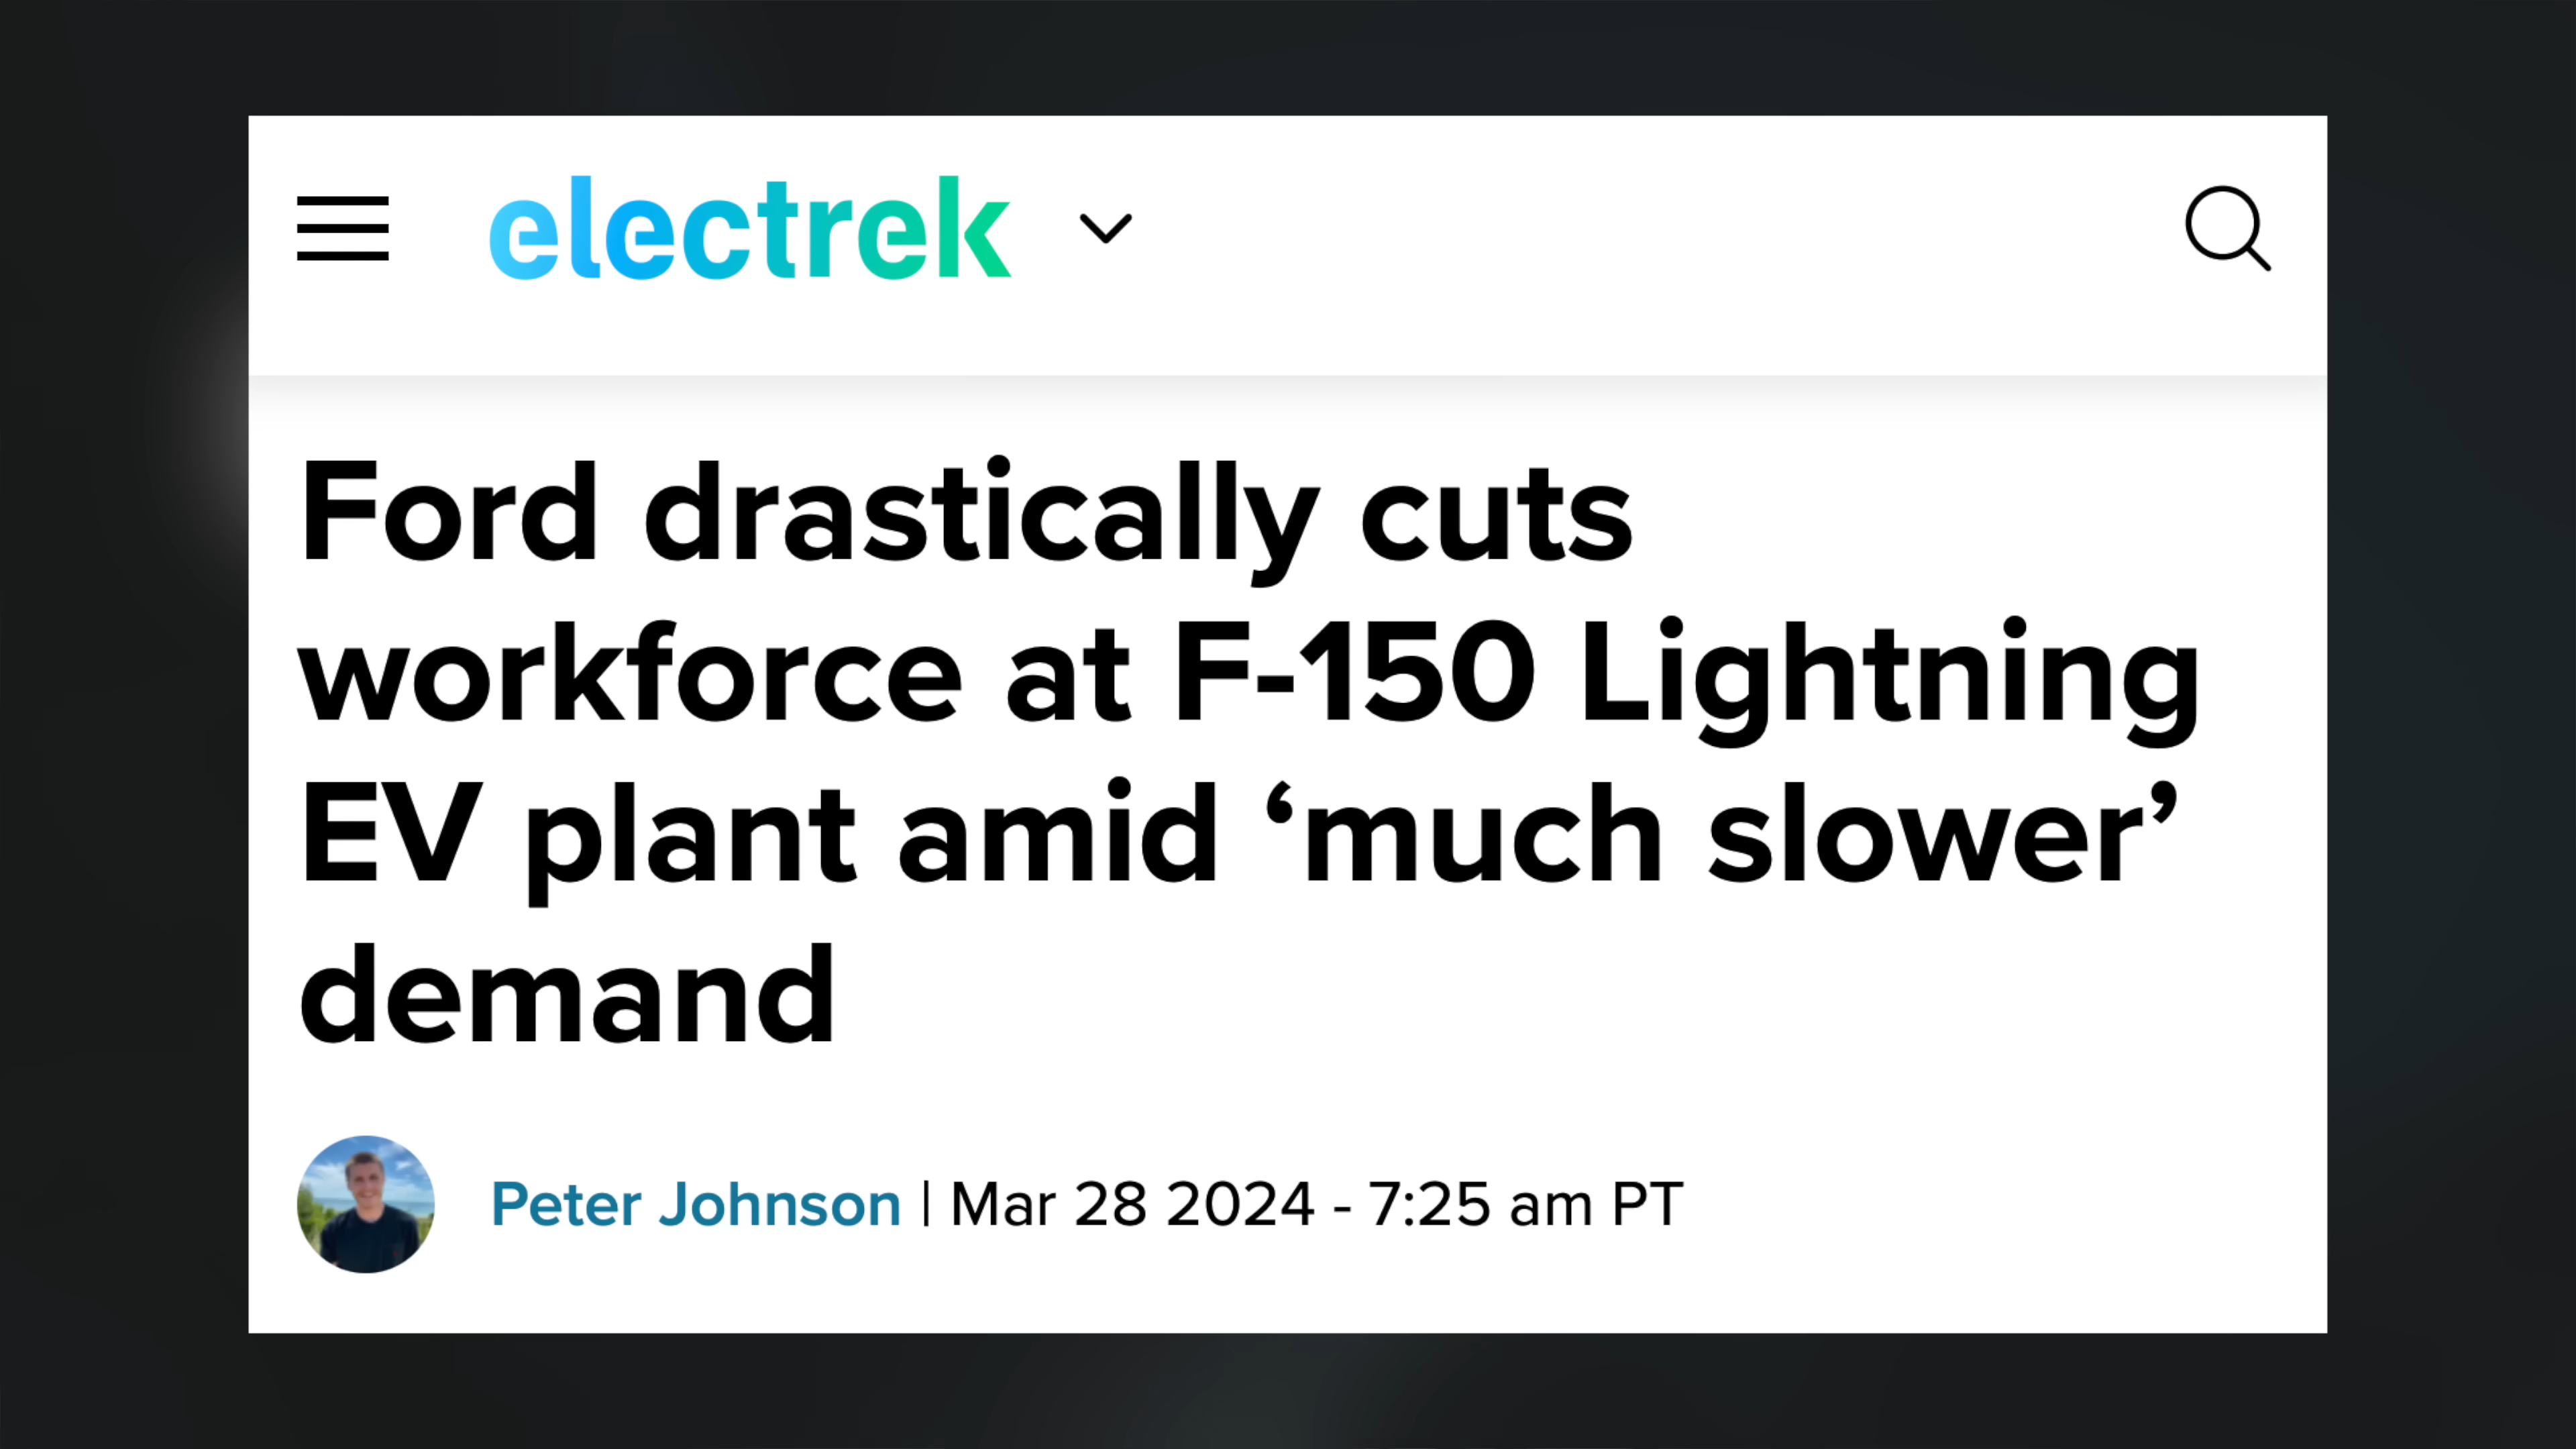 electrek
Ford drastically cuts
workforce at F-150 Lightning
EV plant amid ‘much slower’
demand
Peter Johnson | Mar 28 2024 - 7:25 am PT